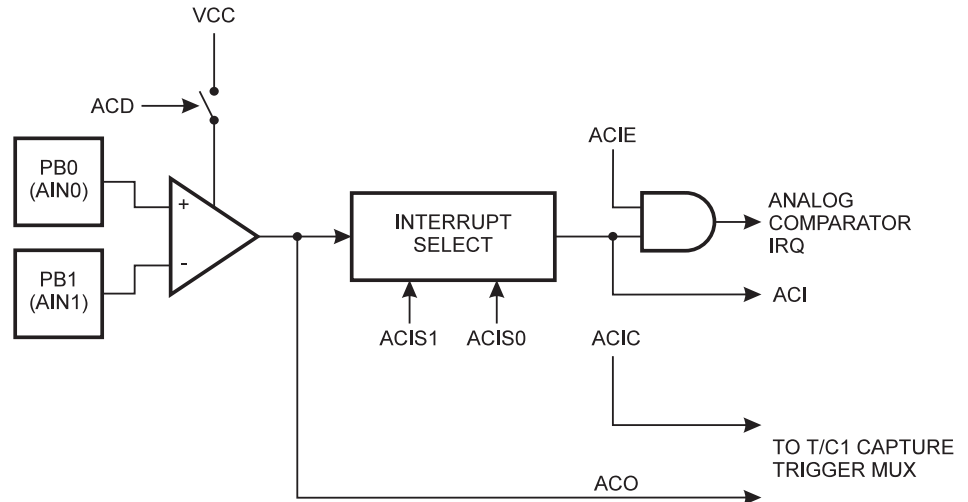 VCC
ACD
PB0
(AIN0)
+
-
PB1
(AIN1)
INTERRUPT
SELECT
ACIS1
ACIS0
ACIE
ANALOG
COMPARATOR
IRQ
ACI
ACIC
TO T/C1 CAPTURE
TRIGGER MUX
ACO